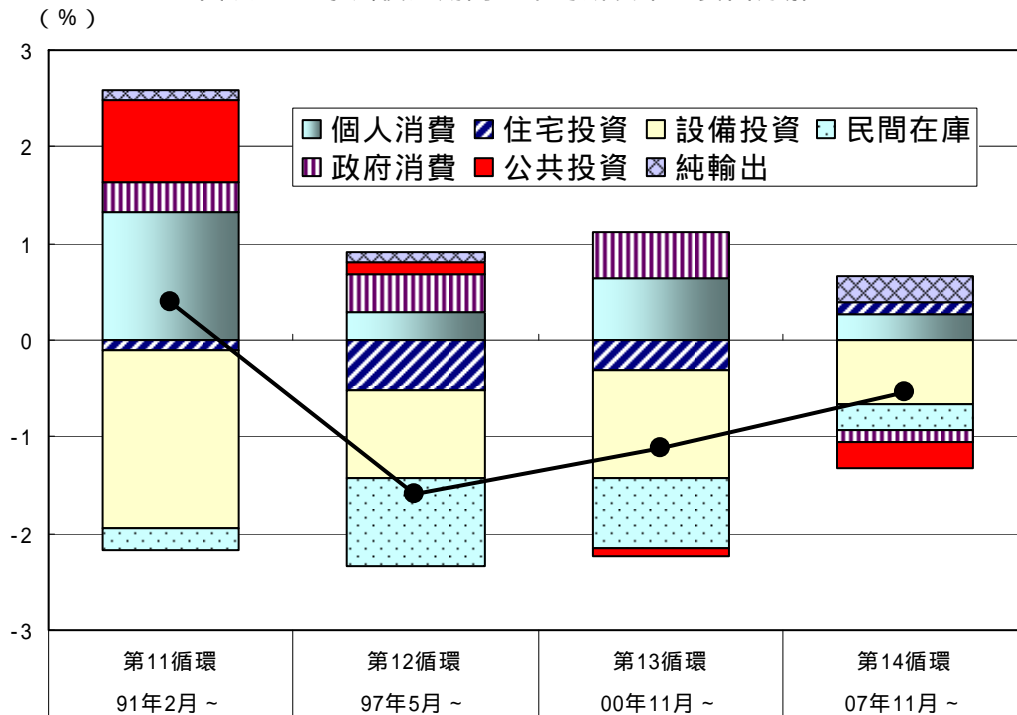 (%)
3
個人消費 住宅投資 設備投資 民間在庫
政府消費 公共投資 純輸出
2
1
0
-1
-2
-3
第11循環 第12循環 第13循環 第14循環
91年2月~ 97年5月~ 00年11月~ 07年11月~